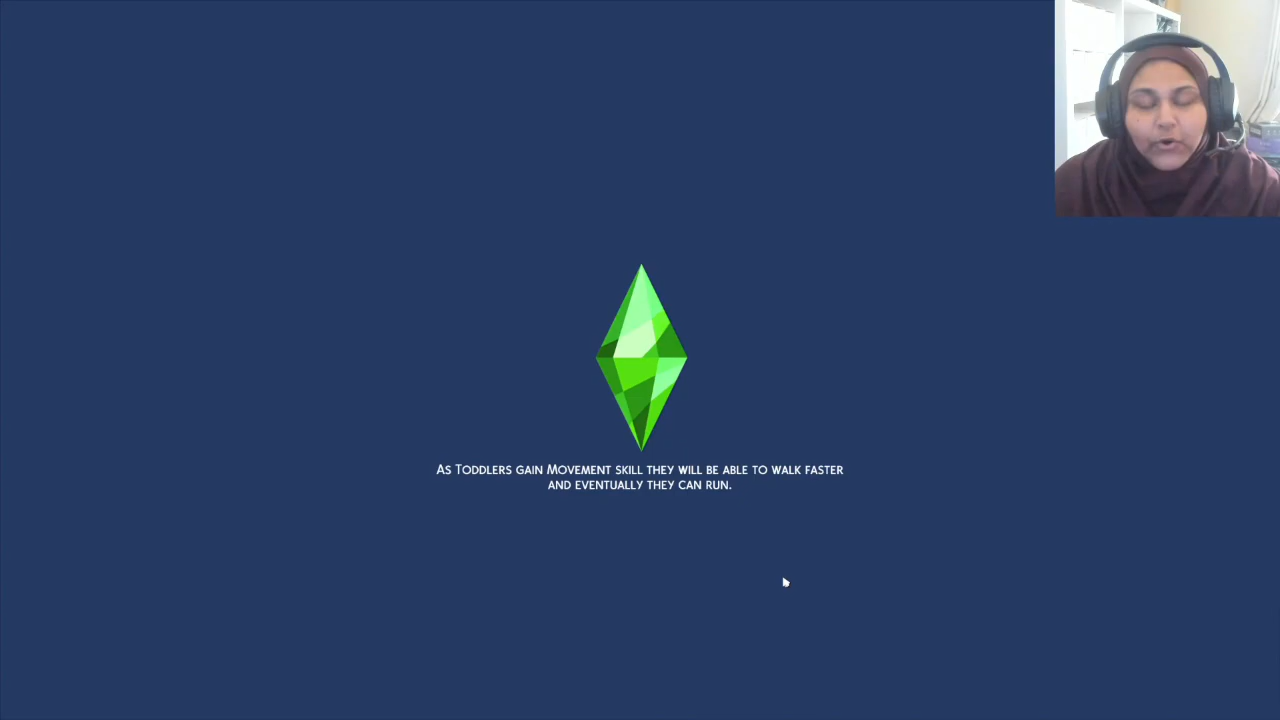 As Toddlers gain Movement skill they will be able to walk faster
and eventually they can run.